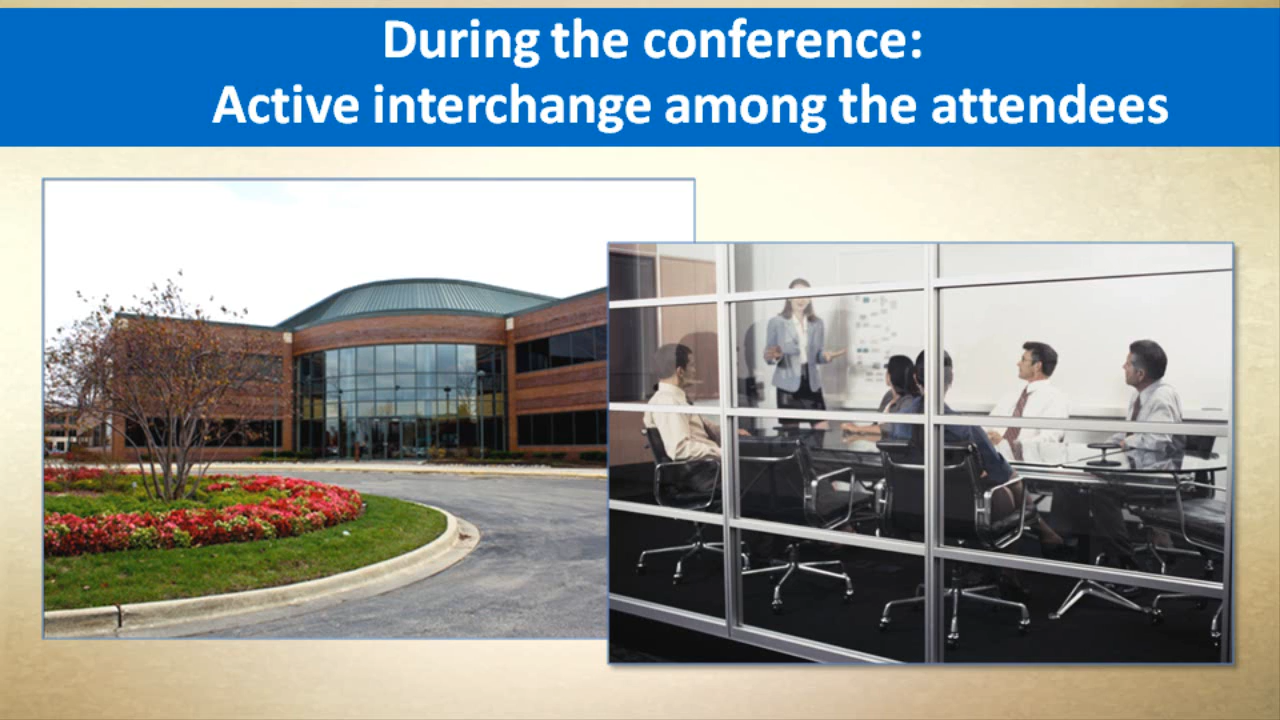 During the conference:
Active interchange among the attendees